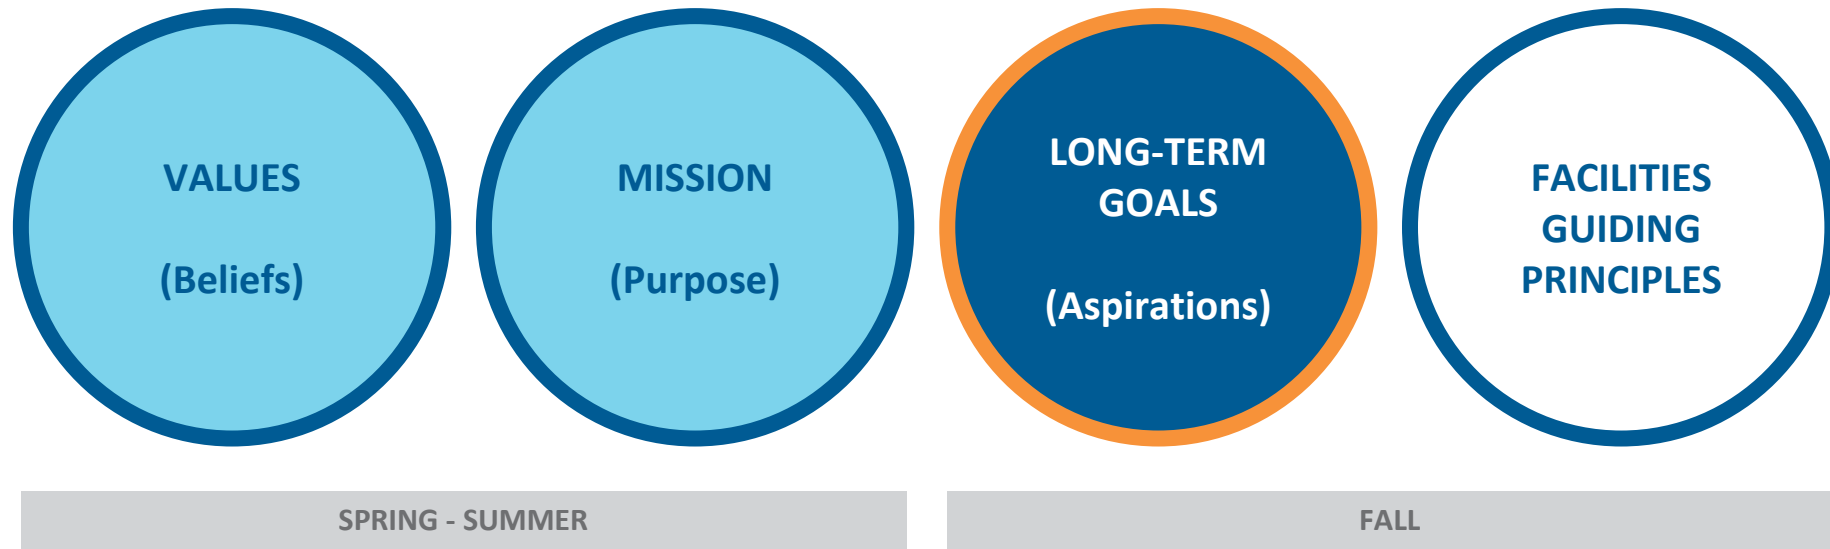 VALUES
(Beliefs)
MISSION
(Purpose)
LONG-TERM
GOALS
(Aspirations)
FACILITIES
GUIDING
PRINCIPLES
SPRING - SUMMER
FALL